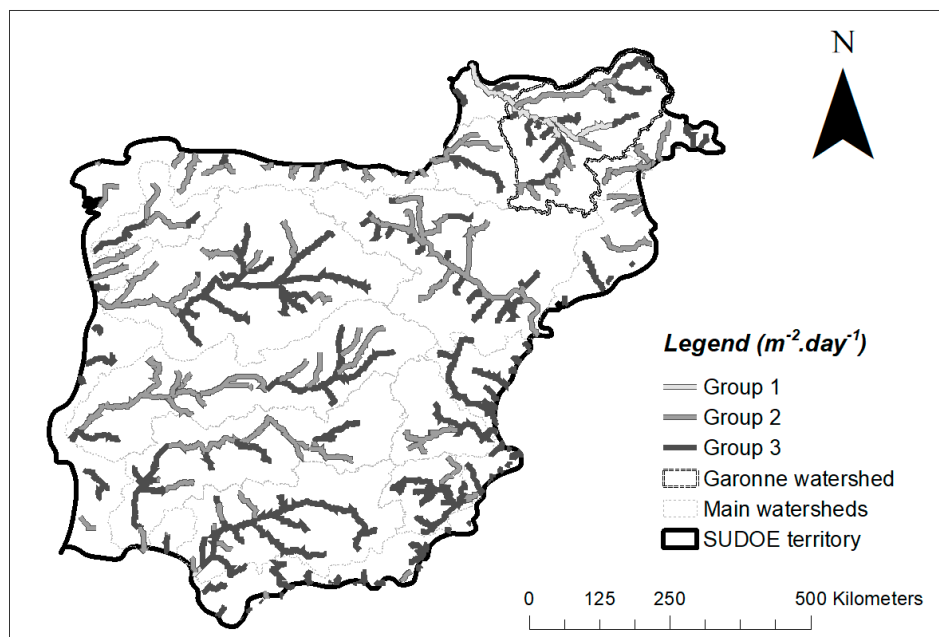 N
Legend (m⁻².day⁻¹)
Group 1
Group 2
Group 3
Garonne watershed
Main watersheds
SUDOE territory
0 125 250 500 Kilometers